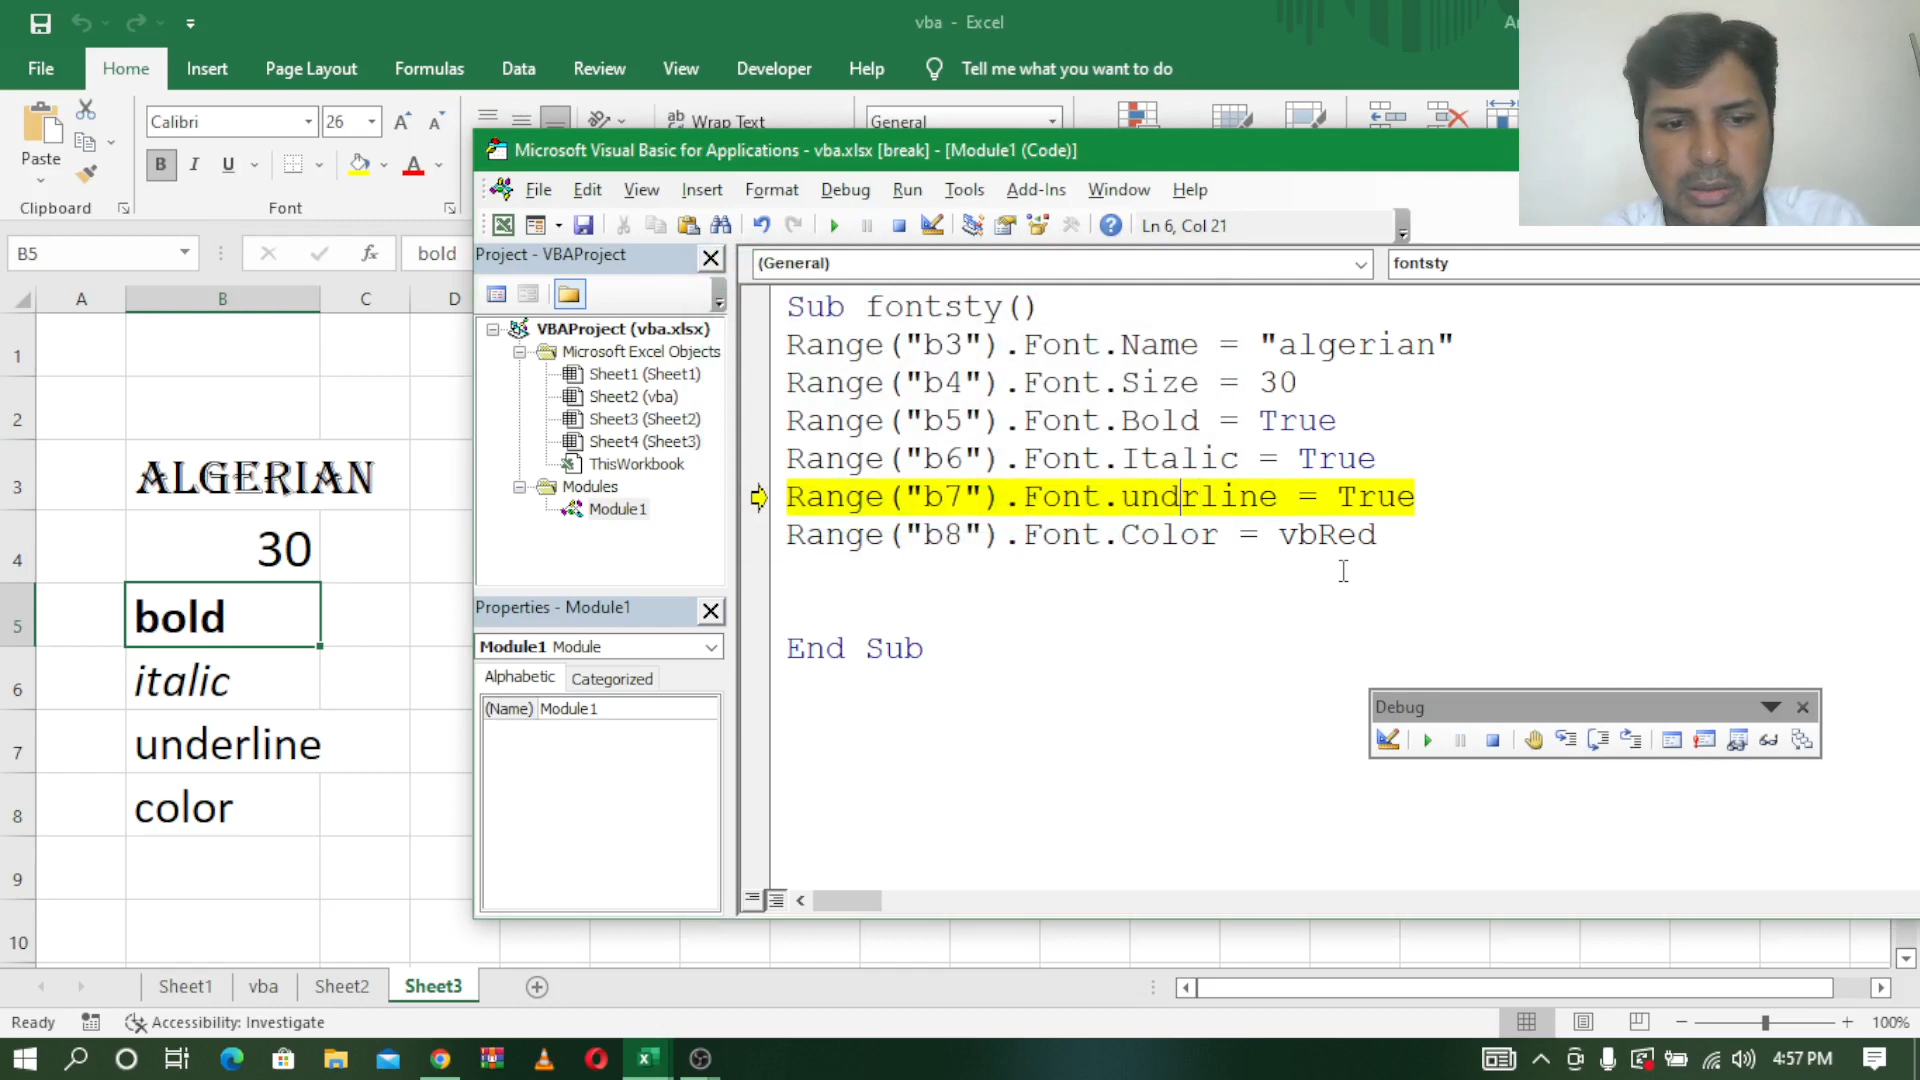 vba - Excel
File Home Insert Page Layout Formulas Data Review View Developer Help Tell me what you want to do
Calibri 26 Wrap Text General
Paste B I U A
Clipboard Font
Microsoft Visual Basic for Applications - vba.xlsx [break] - [Module1 (Code)]
File Edit View Insert Format Debug Run Tools Add-Ins Window Help
Ln 6, Col 21
B5 fx bold
Project - VBAProject
(General) fontsty
VBAProject (vba.xlsx)
Microsoft Excel Objects
Sheet1 (Sheet1)
Sheet2 (vba)
Sheet3 (Sheet2)
Sheet4 (Sheet3)
ThisWorkbook
Modules
Module1
Properties - Module1
Module1 Module
Alphabetic Categorized
(Name) Module1
Sub fontsty()
Range("b3").Font.Name = "algerian"
Range("b4").Font.Size = 30
Range("b5").Font.Bold = True
Range("b6").Font.Italic = True
Range("b7").Font.undrline = True
Range("b8").Font.Color = vbRed
End Sub
Debug
A B C D
1
2
3 ALGERIAN
4 30
5 bold
6 italic
7 underline
8 color
9
10
Sheet1 vba Sheet2 Sheet3
Ready Accessibility: Investigate 100%
4:57 PM